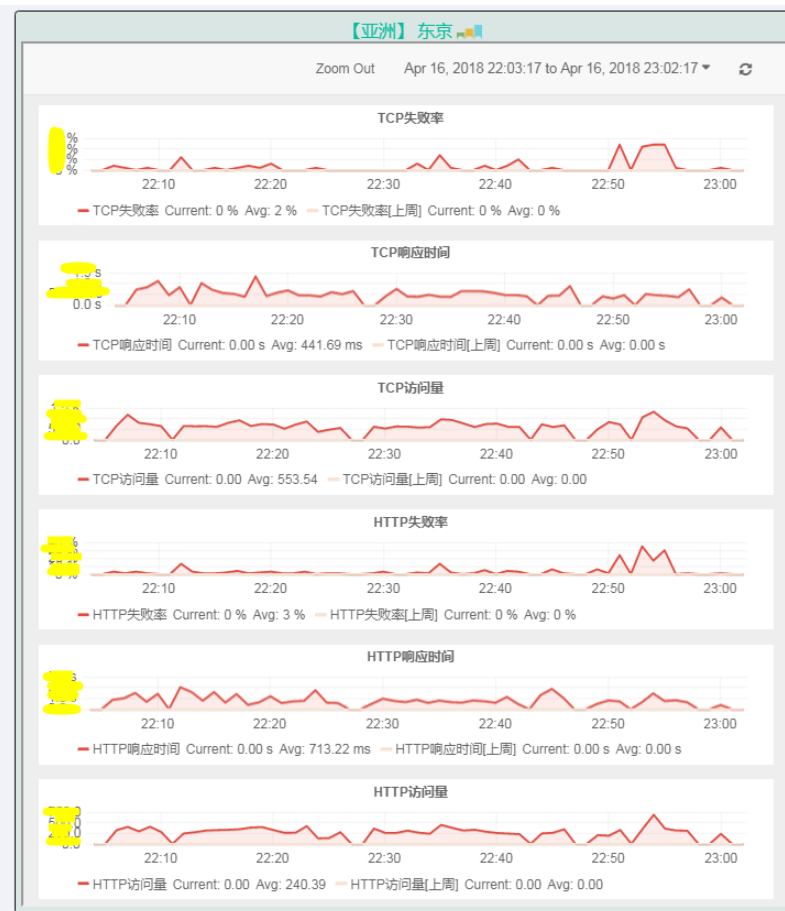 【亚洲】 东京
Zoom Out Apr 16, 2018 22:03:17 to Apr 16, 2018 23:02:17
TCP失败率
%
%
%
%
22:10 22:20 22:30 22:40 22:50 23:00
TCP失败率 Current: 0 % Avg: 2 % TCP失败率[上周] Current: 0 % Avg: 0 %
TCP响应时间
s
0.0 s
22:10 22:20 22:30 22:40 22:50 23:00
TCP响应时间 Current: 0.00 s Avg: 441.69 ms TCP响应时间[上周] Current: 0.00 s Avg: 0.00 s
TCP访问量
22:10 22:20 22:30 22:40 22:50 23:00
TCP访问量 Current: 0.00 Avg: 553.54 TCP访问量[上周] Current: 0.00 Avg: 0.00
HTTP失败率
22:10 22:20 22:30 22:40 22:50 23:00
HTTP失败率 Current: 0 % Avg: 3 % HTTP失败率[上周] Current: 0 % Avg: 0 %
HTTP响应时间
22:10 22:20 22:30 22:40 22:50 23:00
HTTP响应时间 Current: 0.00 s Avg: 713.22 ms HTTP响应时间[上周] Current: 0.00 s Avg: 0.00 s
HTTP访问量
22:10 22:20 22:30 22:40 22:50 23:00
HTTP访问量 Current: 0.00 Avg: 240.39 HTTP访问量[上周] Current: 0.00 Avg: 0.00